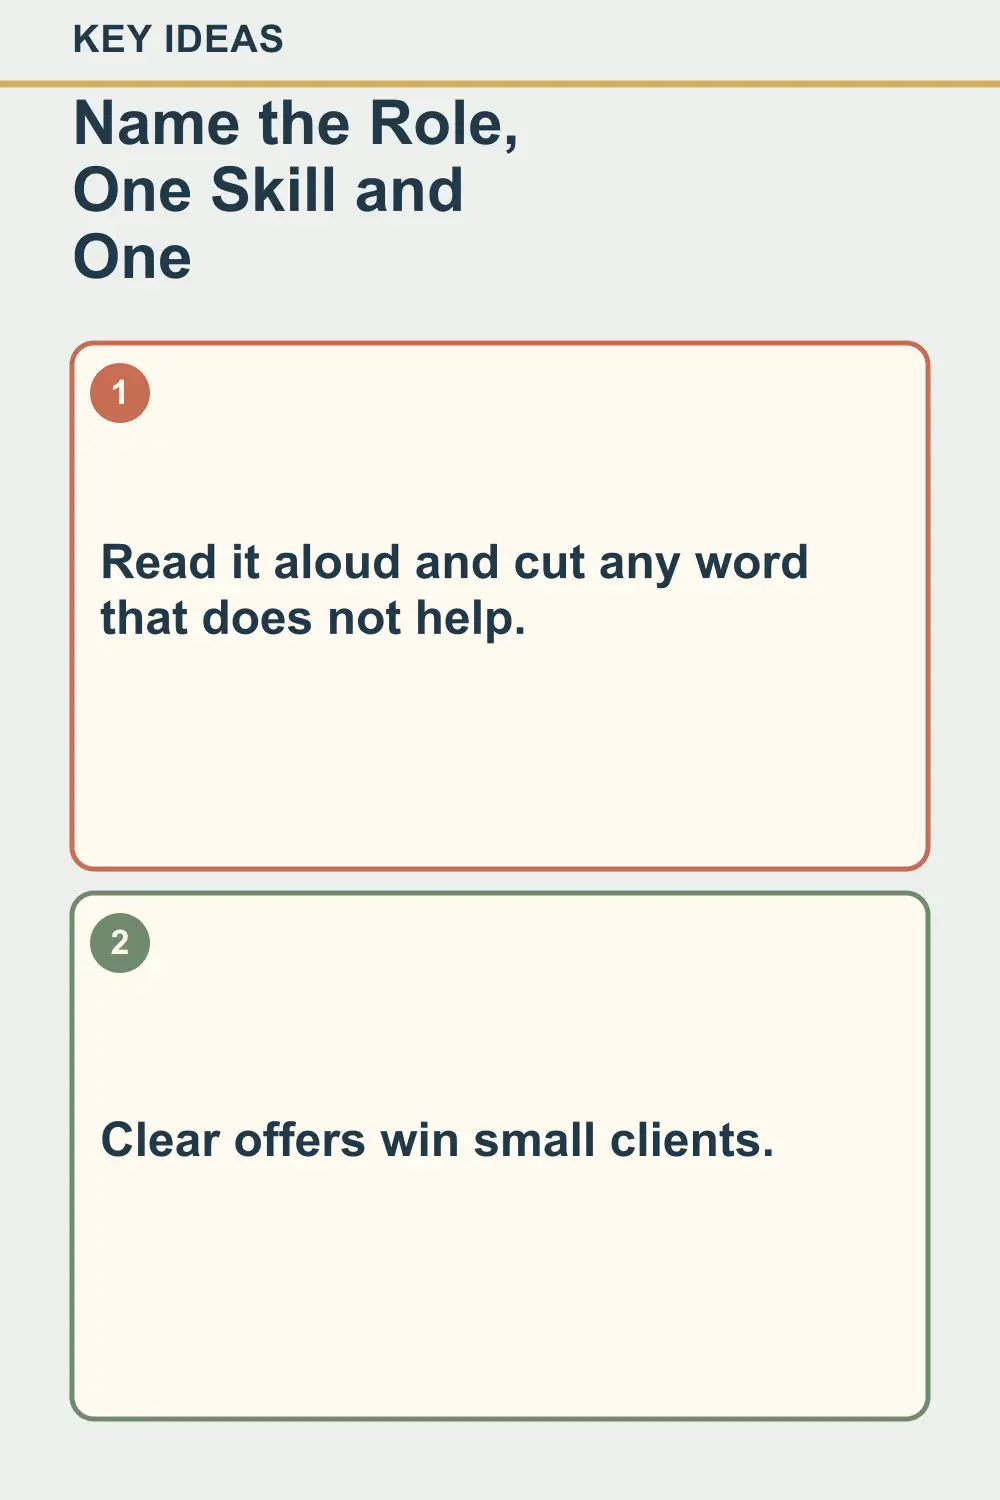 KEY IDEAS
Name the Role,
One Skill and
One
1
Read it aloud and cut any word
that does not help.
2
Clear offers win small clients.